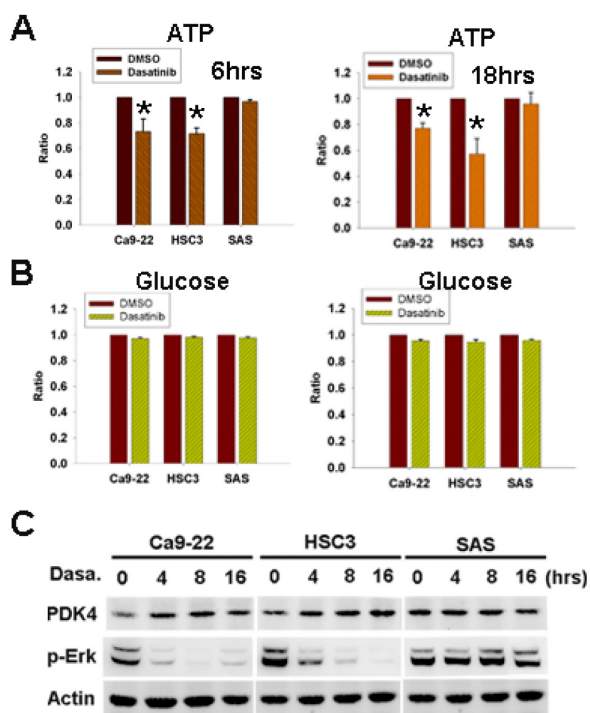 A
ATP
DMSO
Dasatinib
6hrs
1.2
1.0
0.8
0.6
0.4
0.2
0.0
Ratio
* *
Ca9-22 HSC3 SAS
ATP
DMSO
Dasatinib
18hrs
1.2
1.0
0.8
0.6
0.4
0.2
0.0
Ratio
* *
Ca9-22 HSC3 SAS
B
Glucose
DMSO
Dasatinib
1.2
1.0
0.8
0.6
0.4
0.2
0.0
Ratio
Ca9-22 HSC3 SAS
Glucose
DMSO
Dasatinib
1.2
1.0
0.8
0.6
0.4
0.2
0.0
Ratio
Ca9-22 HSC3 SAS
C
Ca9-22 HSC3 SAS
Dasa. 0 4 8 16 0 4 8 16 0 4 8 16 (hrs)
PDK4
p-Erk
Actin